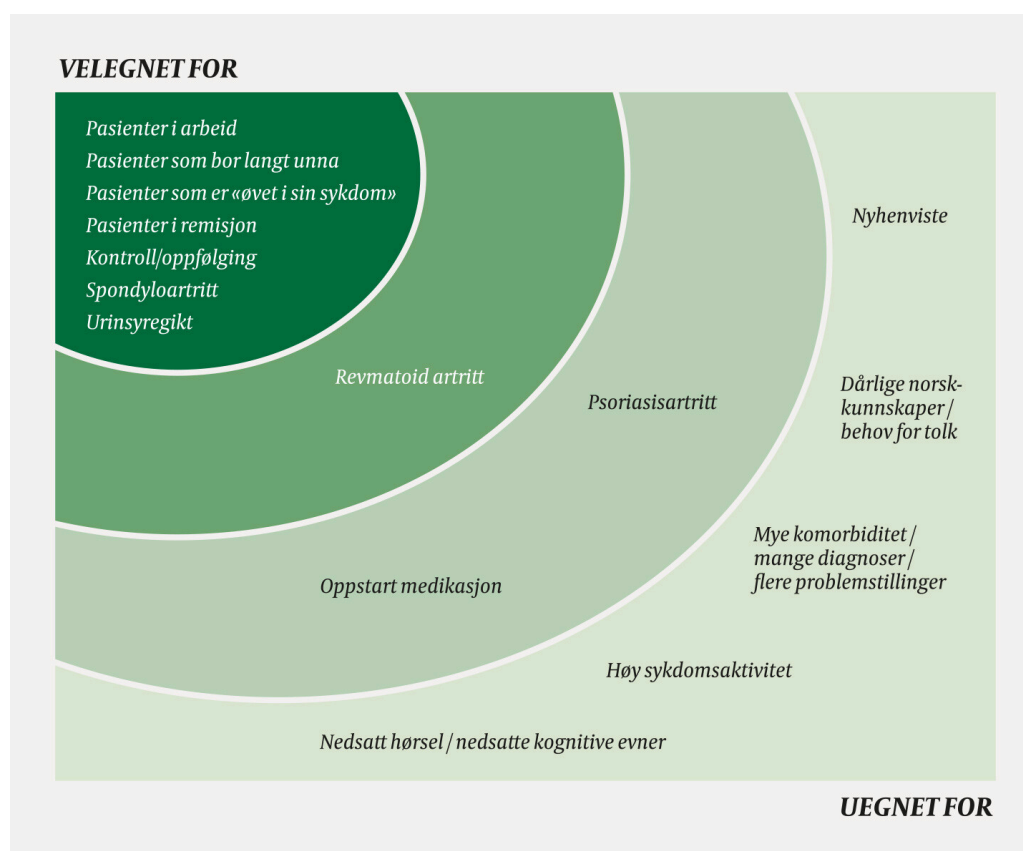 VELEGNET FOR
Pasienter i arbeid
Pasienter som bor langt unna
Pasienter som er «øvet i sin sykdom»
Pasienter i remisjon
Kontroll/oppfølging
Spondyloartritt
Urinsyregikt
Revmatoid artritt
Psoriasisartritt
Oppstart medikasjon
Nyhenviste
Dårlige norsk-
kunnskaper /
behov for tolk
Mye komorbiditet /
mange diagnoser /
flere problemstillinger
Høy sykdomsaktivitet
Nedsatt hørsel / nedsatte kognitive evner
UEGNET FOR